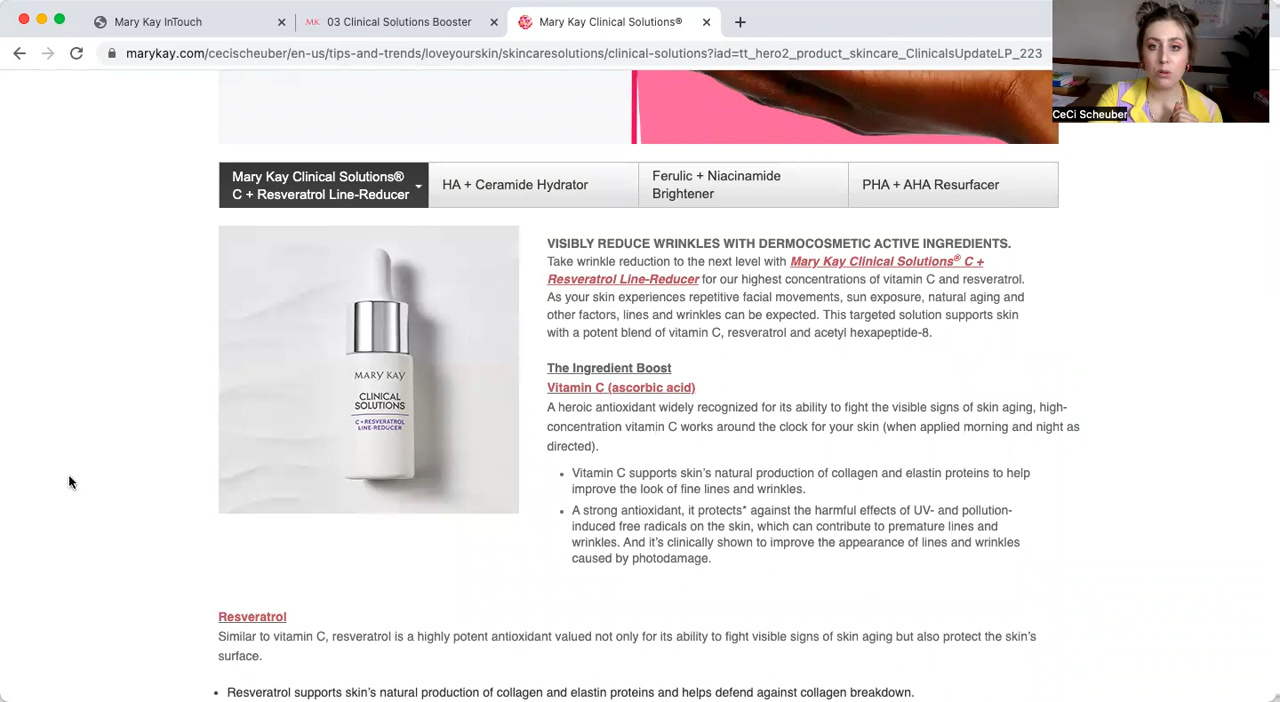 Mary Kay InTouch
MK 03 Clinical Solutions Booster
Mary Kay Clinical Solutions®
marykay.com/cecischeuber/en-us/tips-and-trends/loveyourskin/skincaresolutions/clinical-solutions?iad=tt_hero2_product_skincare_ClinicalsUpdateLP_223
CeCi Scheuber
Mary Kay Clinical Solutions®
C + Resveratrol Line-Reducer
HA + Ceramide Hydrator
Ferulic + Niacinamide
Brightener
PHA + AHA Resurfacer
MARY KAY
CLINICAL
SOLUTIONS
C+RESVERATROL
LINE-REDUCER
VISIBLY REDUCE WRINKLES WITH DERMOCOSMETIC ACTIVE INGREDIENTS.
Take wrinkle reduction to the next level with Mary Kay Clinical Solutions® C +
Resveratrol Line-Reducer for our highest concentrations of vitamin C and resveratrol.
As your skin experiences repetitive facial movements, sun exposure, natural aging and
other factors, lines and wrinkles can be expected. This targeted solution supports skin
with a potent blend of vitamin C, resveratrol and acetyl hexapeptide-8.
The Ingredient Boost
Vitamin C (ascorbic acid)
A heroic antioxidant widely recognized for its ability to fight the visible signs of skin aging, high-
concentration vitamin C works around the clock for your skin (when applied morning and night as
directed).
• Vitamin C supports skin's natural production of collagen and elastin proteins to help
improve the look of fine lines and wrinkles.
• A strong antioxidant, it protects* against the harmful effects of UV- and pollution-
induced free radicals on the skin, which can contribute to premature lines and
wrinkles. And it's clinically shown to improve the appearance of lines and wrinkles
caused by photodamage.
Resveratrol
Similar to vitamin C, resveratrol is a highly potent antioxidant valued not only for its ability to fight visible signs of skin aging but also protect the skin's
surface.
• Resveratrol supports skin's natural production of collagen and elastin proteins and helps defend against collagen breakdown.